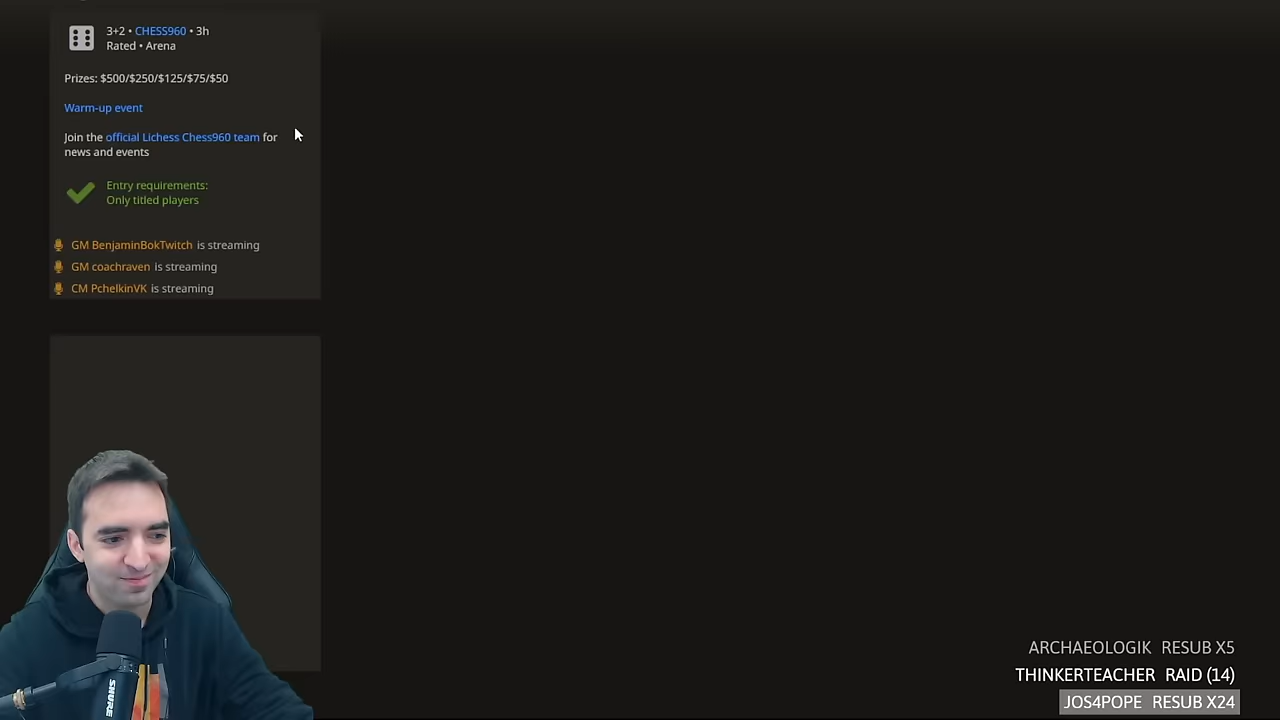 3+2 • CHESS960 • 3h
Rated • Arena
Prizes: $500/$250/$125/$75/$50
Warm-up event
Join the official Lichess Chess960 team for
news and events
Entry requirements:
Only titled players
GM BenjaminBokTwitch is streaming
GM coachraven is streaming
CM PchelkinVK is streaming
SHURE
ARCHAEOLOGIK RESUB X5
THINKERTEACHER RAID (14)
JOS4POPE RESUB X24